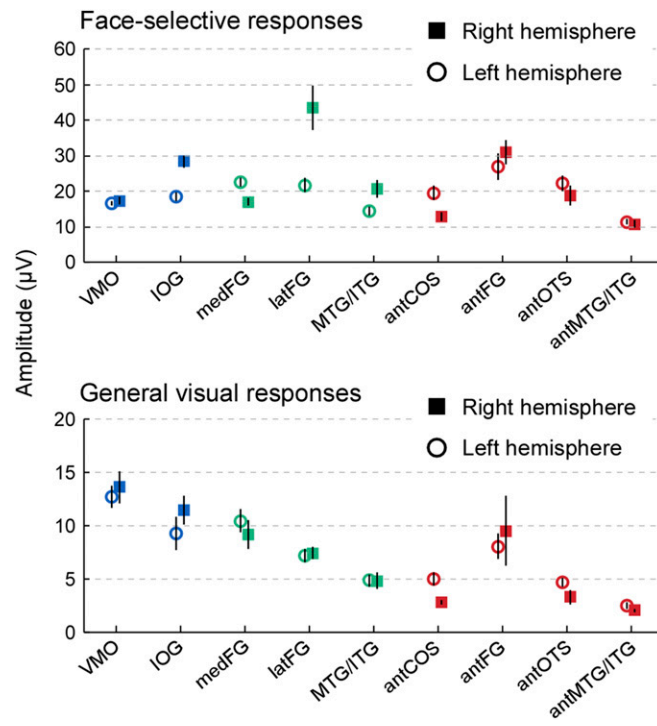 Face-selective responses
60
50
40
30
20
10
0
Right hemisphere
Left hemisphere
VMO
IOG
medFG
latFG
MTG/ITG
antCOS
antFG
antOTS
antMTG/ITG
Amplitude (µV)
General visual responses
20
15
10
5
0
Right hemisphere
Left hemisphere
VMO
IOG
medFG
latFG
MTG/ITG
antCOS
antFG
antOTS
antMTG/ITG